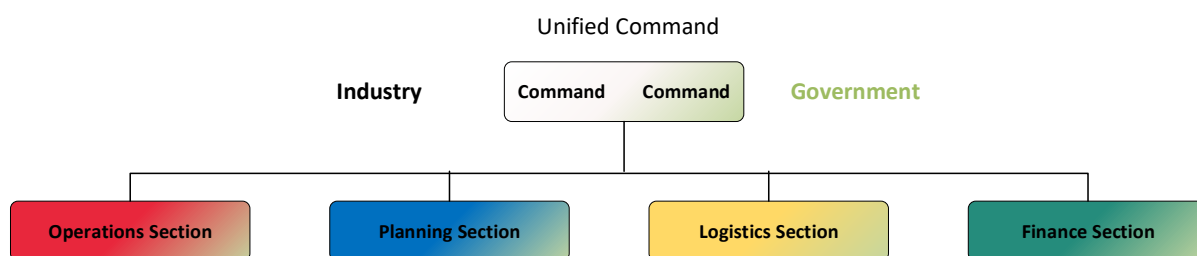 Unified Command
Industry Command Command Government
Operations Section Planning Section Logistics Section Finance Section